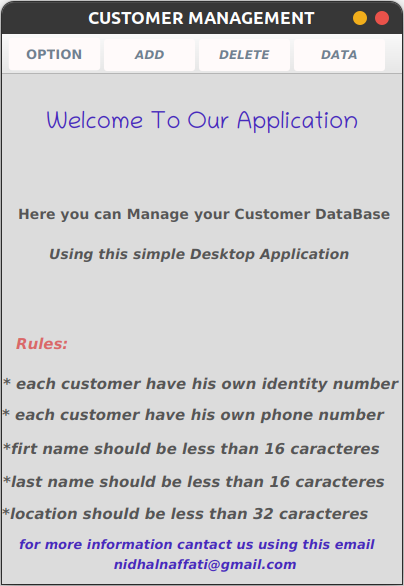 CUSTOMER MANAGEMENT
OPTION ADD DELETE DATA
Welcome To Our Application
Here you can Manage your Customer DataBase
Using this simple Desktop Application
Rules:
* each customer have his own identity number
* each customer have his own phone number
*firt name should be less than 16 caracteres
*last name should be less than 16 caracteres
*location should be less than 32 caracteres
for more information cantact us using this email
nidhalnaffati@gmail.com